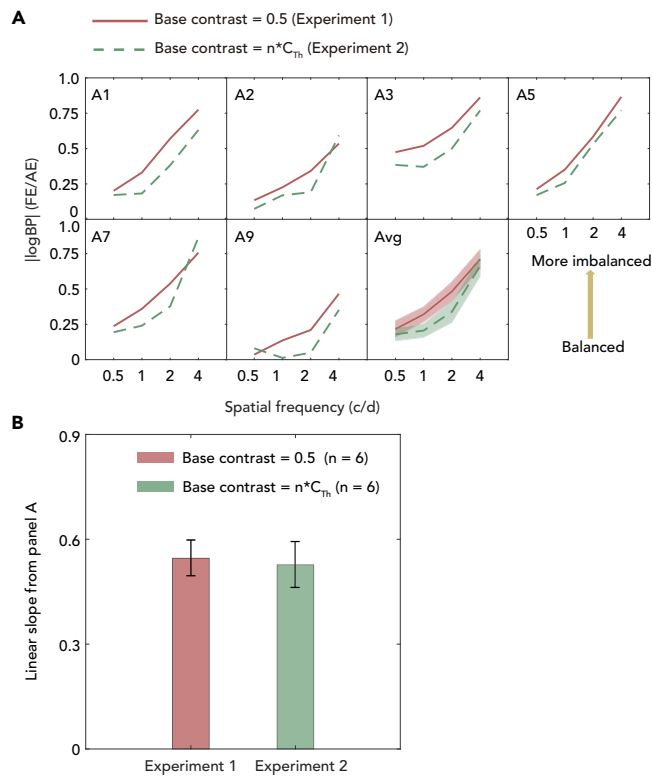 A
Base contrast = 0.5 (Experiment 1)
Base contrast = n*CTh (Experiment 2)
1.0
A1
A2
A3
A5
0.75
0.5
0.25
0
0.5 1 2 4
A7
A9
Avg
0.75
0.5
0.25
0
More imbalanced
Balanced
|logBP| (FE/AE)
0.5 1 2 4 0.5 1 2 4 0.5 1 2 4
Spatial frequency (c/d)
B
0.9
Base contrast = 0.5 (n = 6)
Base contrast = n*CTh (n = 6)
0.6
0.3
0
Linear slope from panel A
Experiment 1 Experiment 2